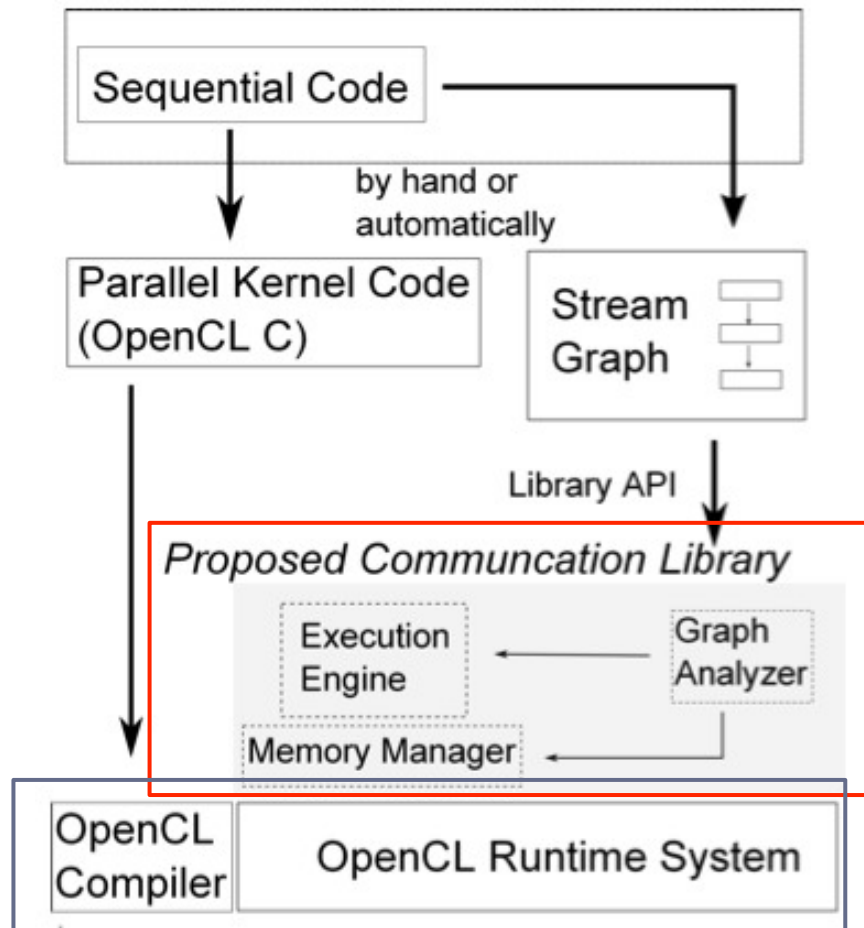 Sequential Code
by hand or
automatically
Parallel Kernel Code
(OpenCL C)
Stream
Graph
Library API
Proposed Communcation Library
Execution
Engine
Graph
Analyzer
Memory Manager
OpenCL
Compiler
OpenCL Runtime System